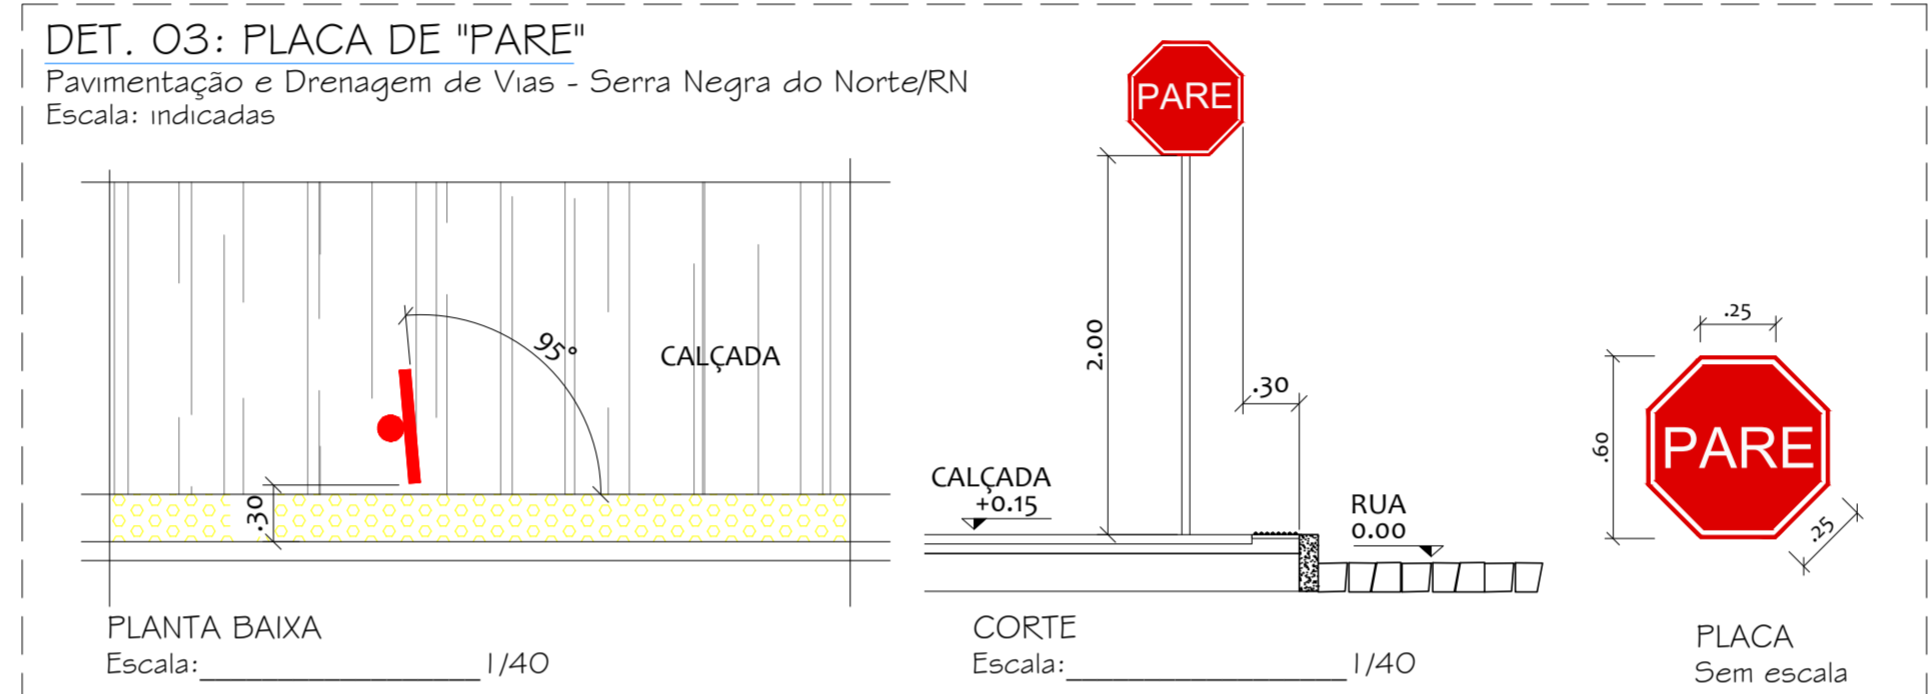 DET. 03: PLACA DE "PARE"
Pavimentação e Drenagem de Vias - Serra Negra do Norte/RN
Escala: indicadas
95°
CALÇADA
.30
PLANTA BAIXA
Escala:____________________1/40
PARE
2.00
.30
CALÇADA
+0.15
RUA
0.00
CORTE
Escala:____________________1/40
.25
.60
PARE
.25
PLACA
Sem escala